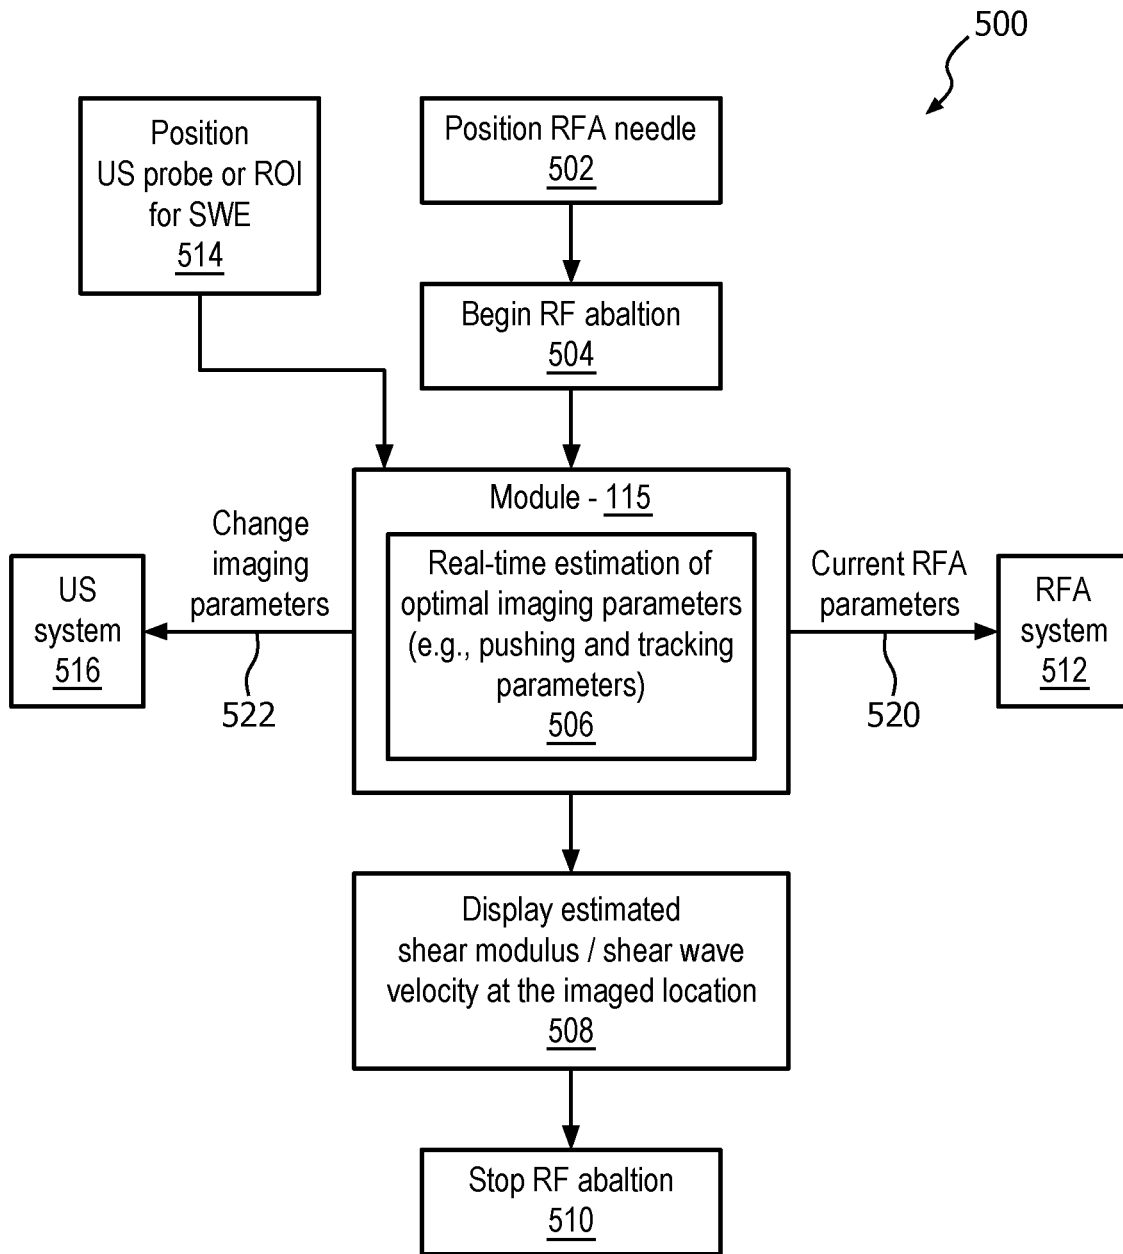 500
Position
US probe or ROI
for SWE
514
Position RFA needle
502
Begin RF abaltion
504
Module - 115
Change
imaging
parameters
Real-time estimation of
optimal imaging parameters
(e.g., pushing and tracking
parameters)
506
Current RFA
parameters
US
system
516
RFA
system
512
522
520
Display estimated
shear modulus / shear wave
velocity at the imaged location
508
Stop RF abaltion
510